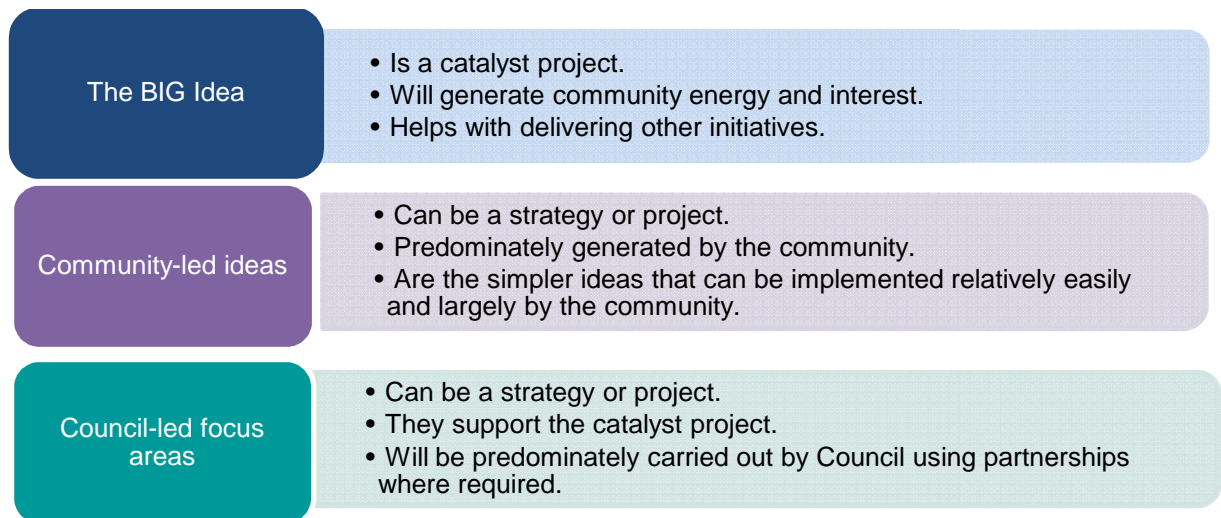 The BIG Idea
• Is a catalyst project.
• Will generate community energy and interest.
• Helps with delivering other initiatives.
Community-led ideas
• Can be a strategy or project.
• Predominately generated by the community.
• Are the simpler ideas that can be implemented relatively easily
and largely by the community.
Council-led focus
areas
• Can be a strategy or project.
• They support the catalyst project.
• Will be predominately carried out by Council using partnerships
where required.